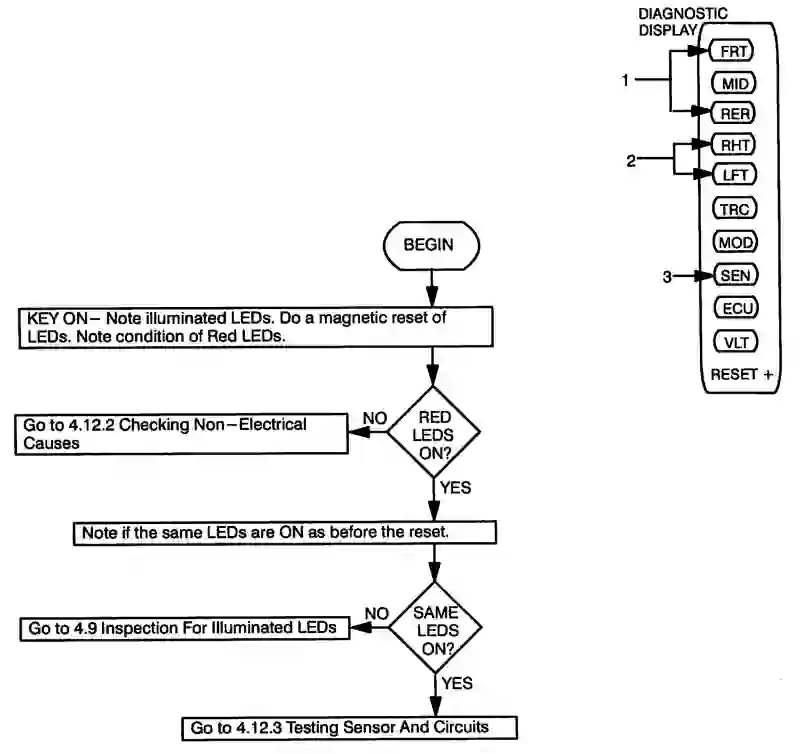 DIAGNOSTIC
DISPLAY
FRT
1
MID
RER
RHT
2
LFT
TRC
MOD
3
SEN
ECU
VLT
RESET +
BEGIN
KEY ON– Note illuminated LEDs. Do a magnetic reset of
LEDs. Note condition of Red LEDs.
RED
LEDS
ON?
NO
Go to 4.12.2 Checking Non–Electrical
Causes
YES
Note if the same LEDs are ON as before the reset.
SAME
LEDS
ON?
NO
Go to 4.9 Inspection For Illuminated LEDs
YES
Go to 4.12.3 Testing Sensor And Circuits